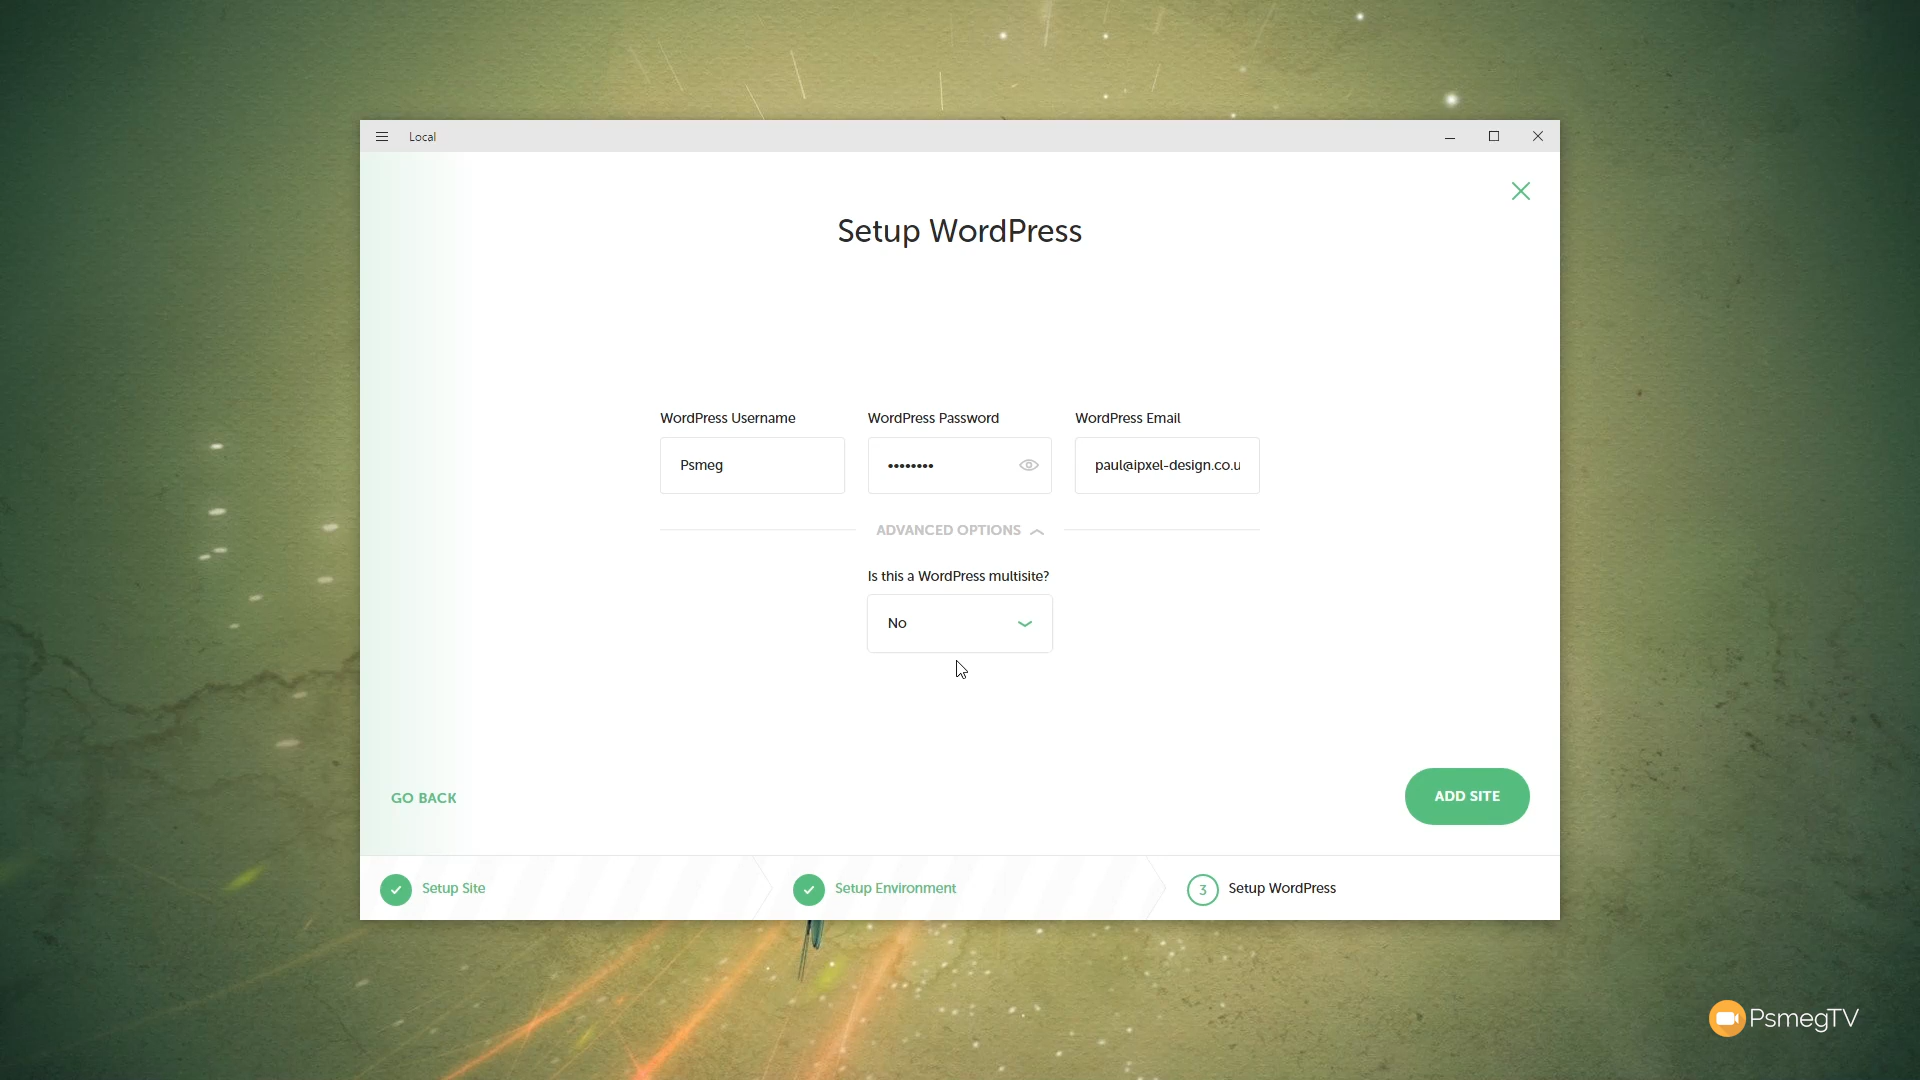 Local
Setup WordPress
WordPress Username
WordPress Password
WordPress Email
Psmeg
••••••••
paul@ipxel-design.co.u
ADVANCED OPTIONS
Is this a WordPress multisite?
No
GO BACK
ADD SITE
Setup Site
Setup Environment
3 Setup WordPress
PsmegTV